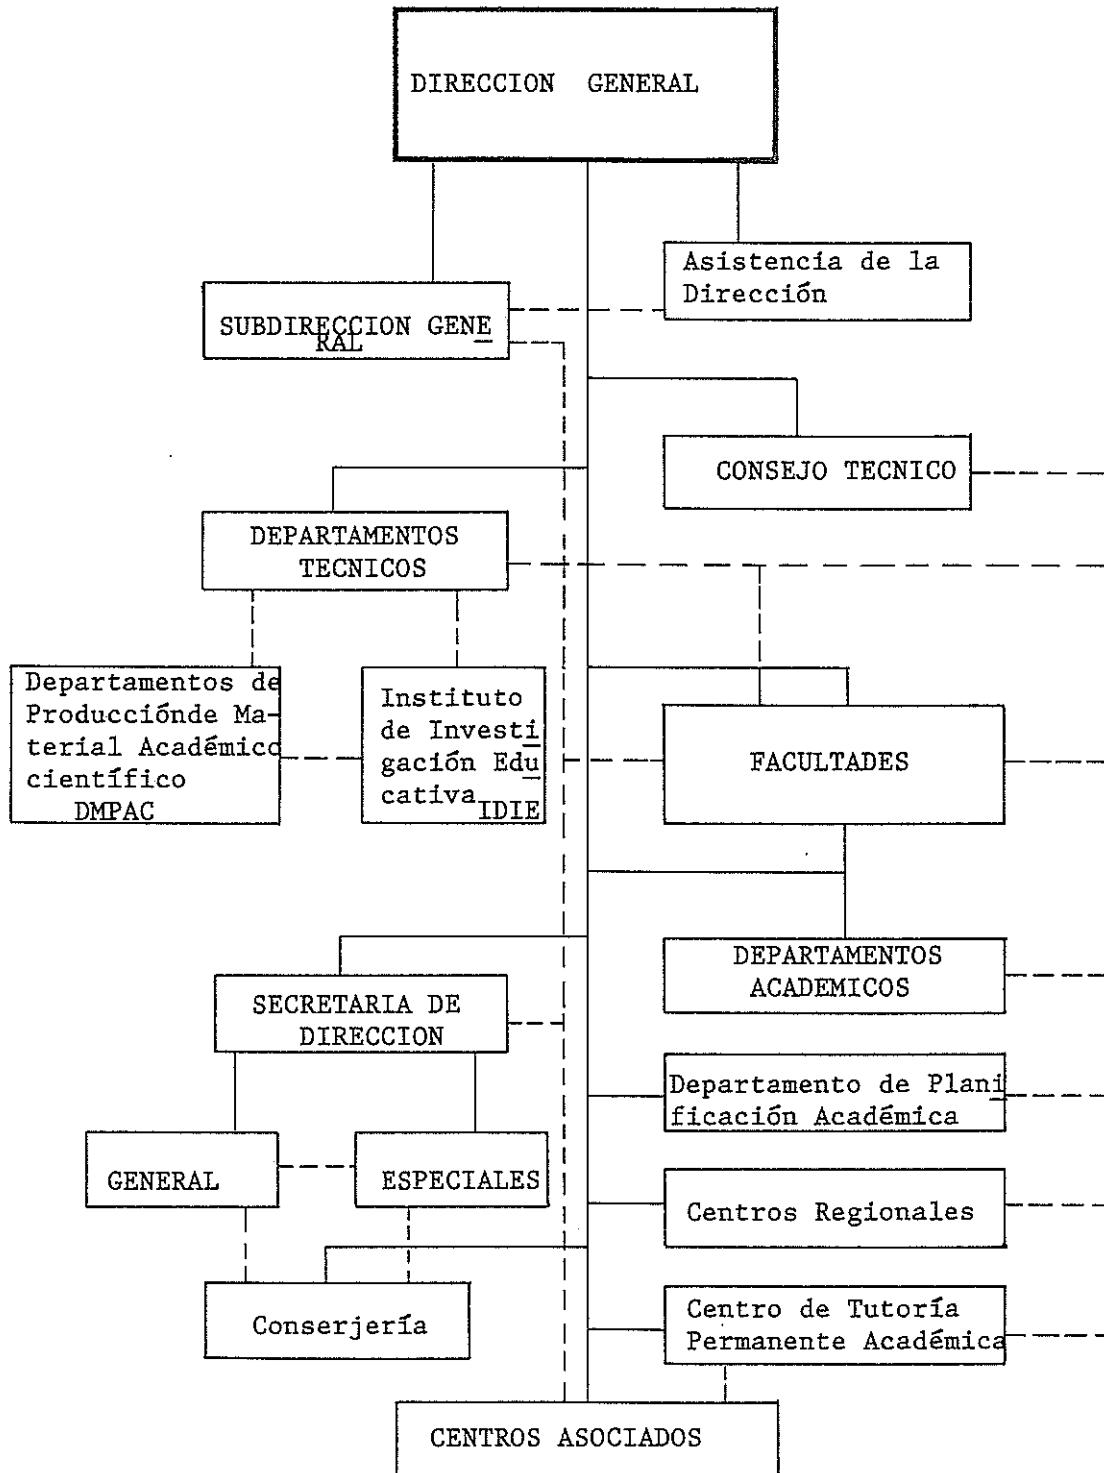 DIRECCION GENERAL
Asistencia de la
Dirección
SUBDIRECCION GENE
RAL
CONSEJO TECNICO
DEPARTAMENTOS
TECNICOS
Departamentos de
Producciónde Ma-
terial Académico
científico
DMPAC
Instituto
de Investi
gación Edu
cativa
IDIE
FACULTADES
DEPARTAMENTOS
ACADEMICOS
SECRETARIA DE
DIRECCION
Departamento de Plani
ficación Académica
GENERAL
ESPECIALES
Centros Regionales
Conserjería
Centro de Tutoría
Permanente Académica
CENTROS ASOCIADOS